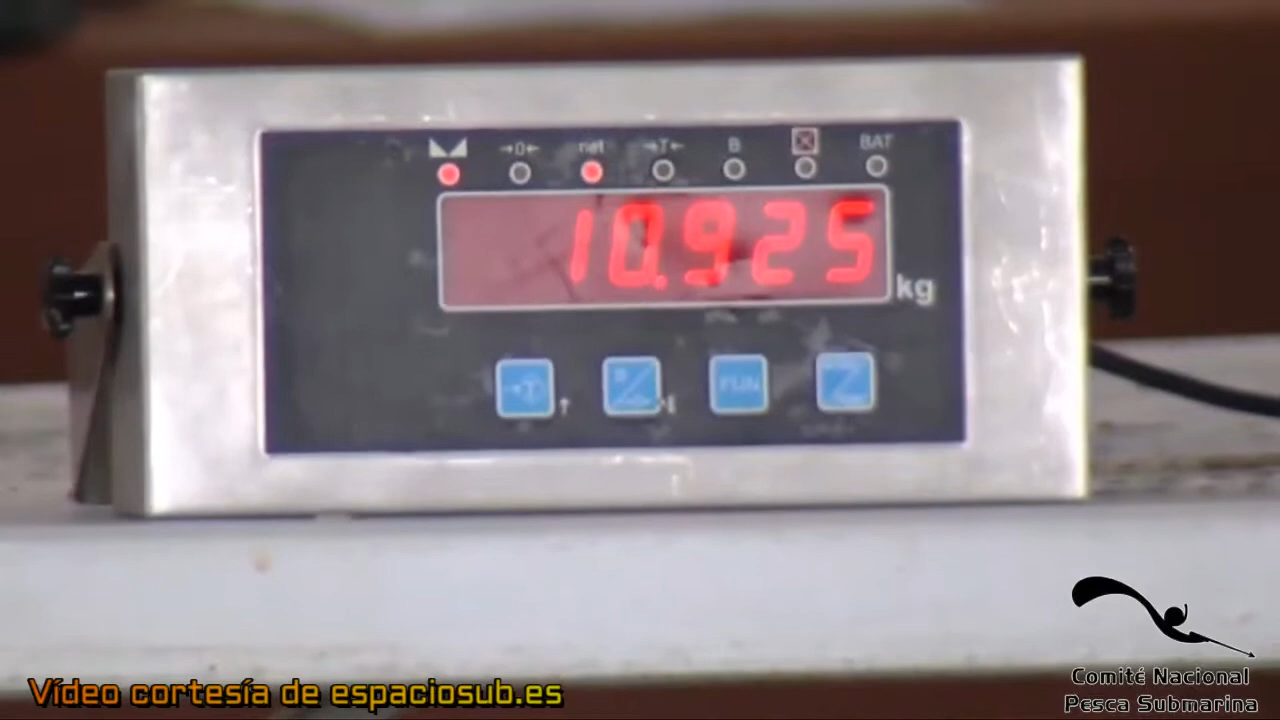 →0← net →T← B BAT
10.925
kg
FUN
Vídeo cortesía de espaciosub.es
Comité Nacional
Pesca Submarina